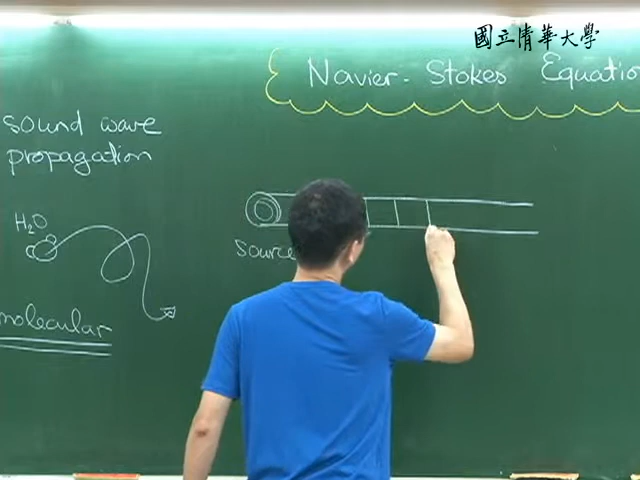 國立清華大學
Navier-Stokes Equatio
sound wave
propagation
H₂O
source
molecular